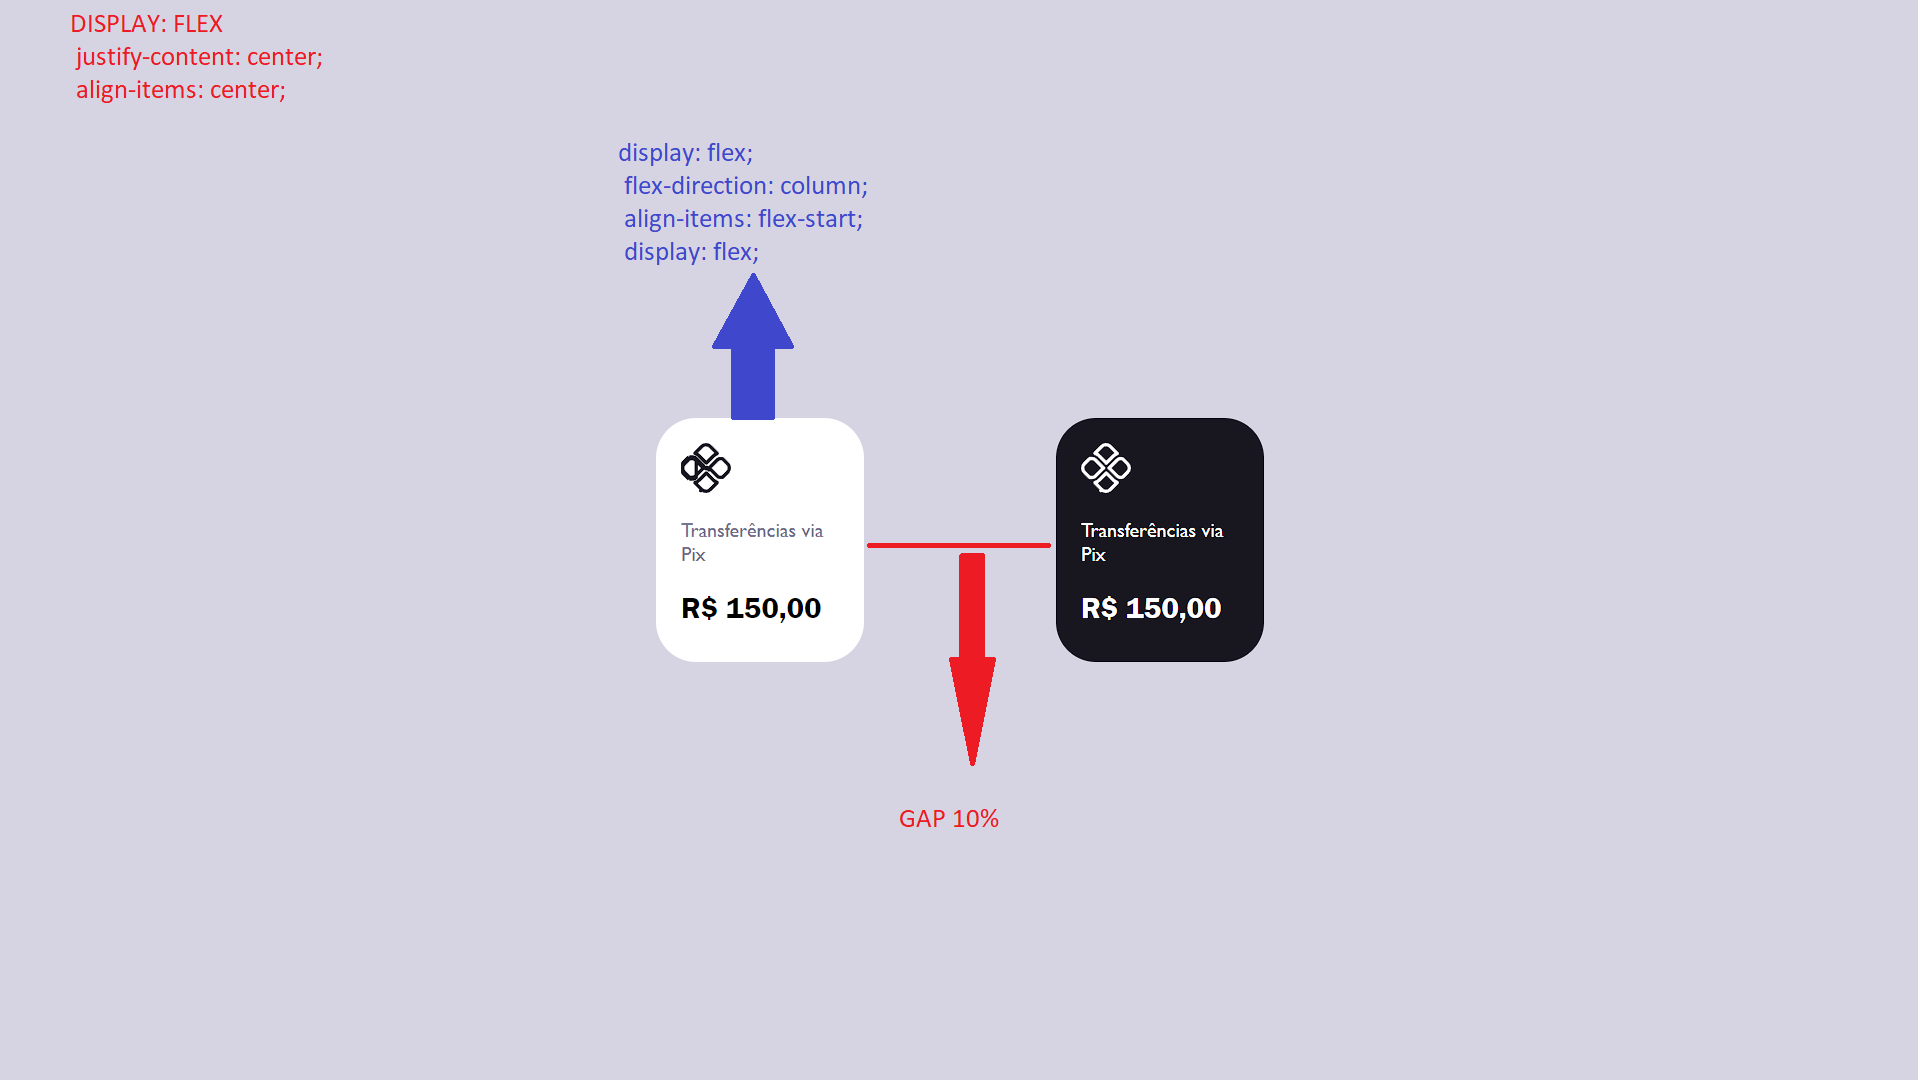 DISPLAY: FLEX
justify-content: center;
align-items: center;
display: flex;
flex-direction: column;
align-items: flex-start;
display: flex;
Transferências via
Pix
R$ 150,00
Transferências via
Pix
R$ 150,00
GAP 10%